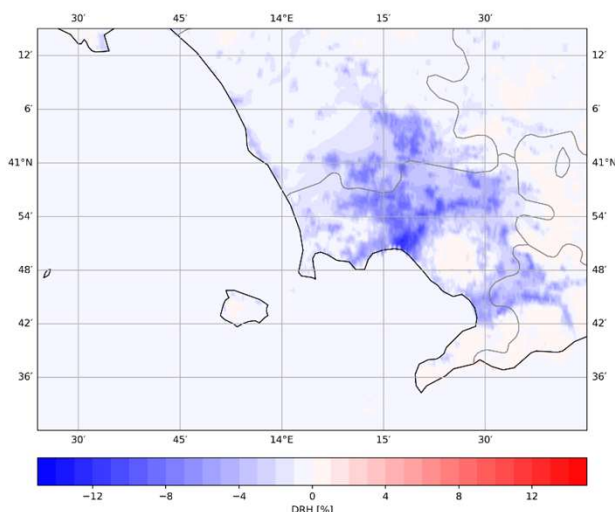 30′ 45′ 14°E 15′ 30′
12′ 12′
6′ 6′
41°N 41°
54′ 54′
48′ 48′
42′ 42′
36′ 36′
30′ 45′ 14°E 15′ 30′
−12 −8 −4 0 4 8 12
DRH [%]